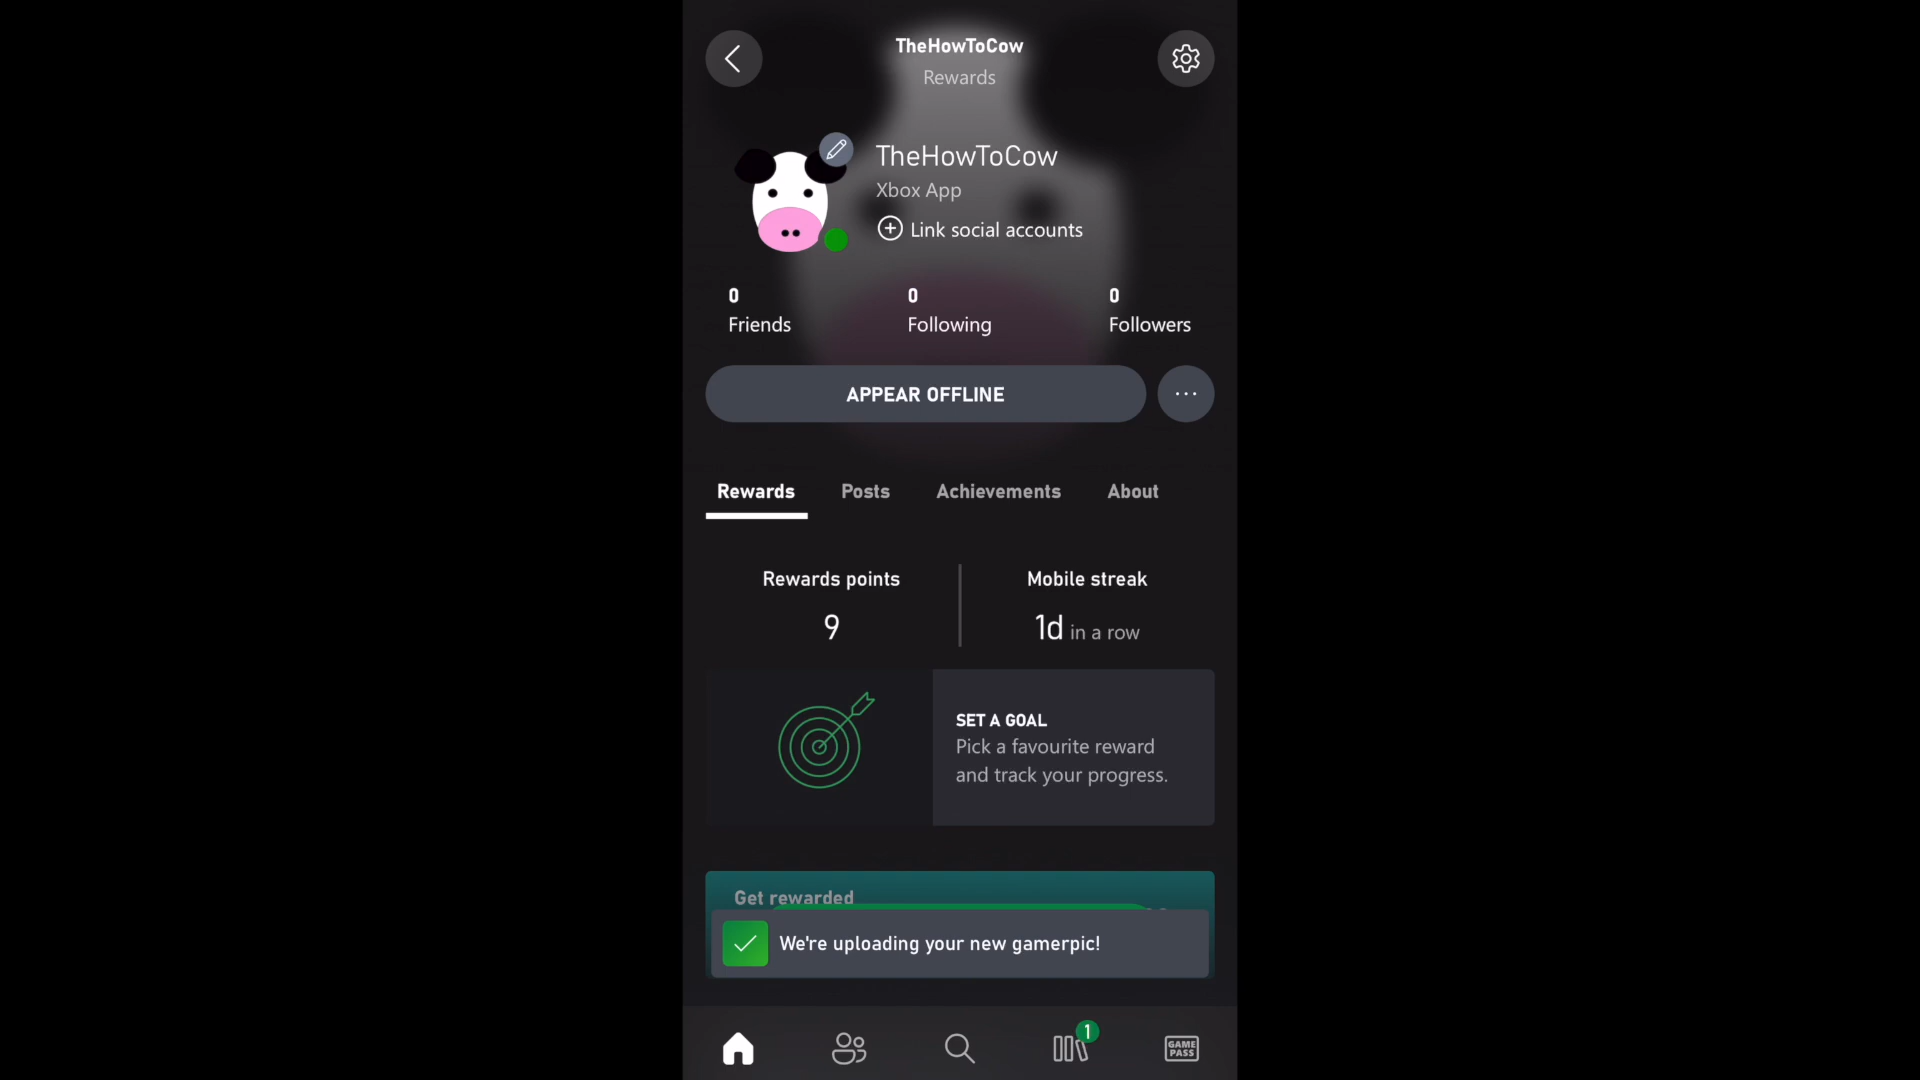 TheHowToCow
Rewards
TheHowToCow
Xbox App
Link social accounts
0 0 0
Friends Following Followers
APPEAR OFFLINE
Rewards Posts Achievements About
Rewards points Mobile streak
9 1d in a row
SET A GOAL
Pick a favourite reward
and track your progress.
Get rewarded
We're uploading your new gamerpic!
1
GAME
PASS